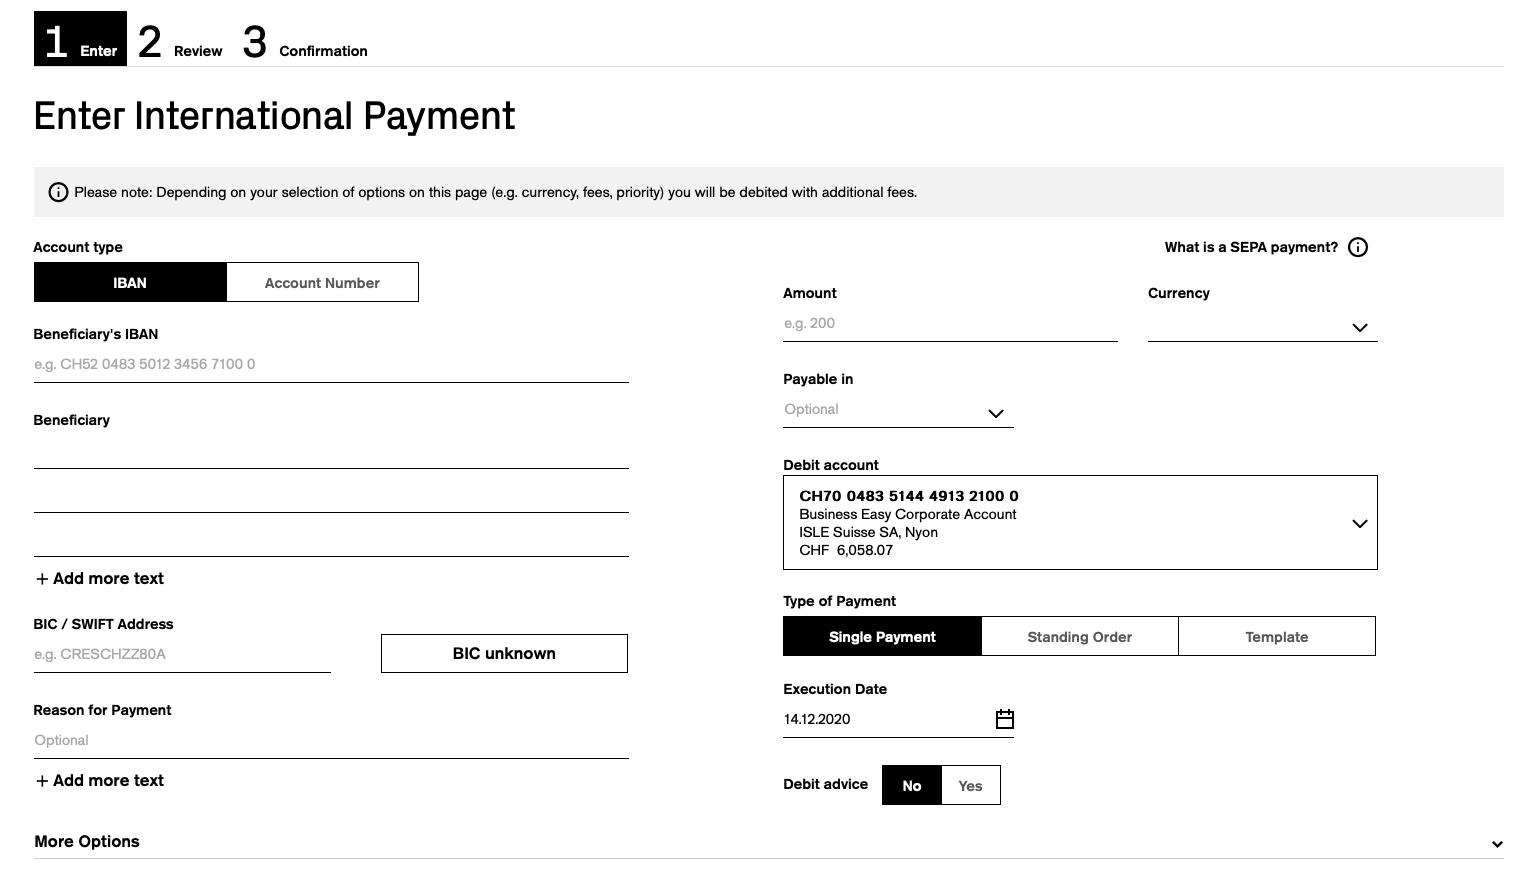 1 Enter 2 Review 3 Confirmation
Enter International Payment
Please note: Depending on your selection of options on this page (e.g. currency, fees, priority) you will be debited with additional fees.
Account type
IBAN Account Number
Beneficiary's IBAN
e.g. CH52 0483 5012 3456 7100 0
Beneficiary
+ Add more text
BIC / SWIFT Address
e.g. CRESCHZZ80A
BIC unknown
Reason for Payment
Optional
+ Add more text
What is a SEPA payment?
Amount Currency
e.g. 200
Payable in
Optional
Debit account
CH70 0483 5144 4913 2100 0
Business Easy Corporate Account
ISLE Suisse SA, Nyon
CHF 6,058.07
Type of Payment
Single Payment Standing Order Template
Execution Date
14.12.2020
Debit advice No Yes
More Options